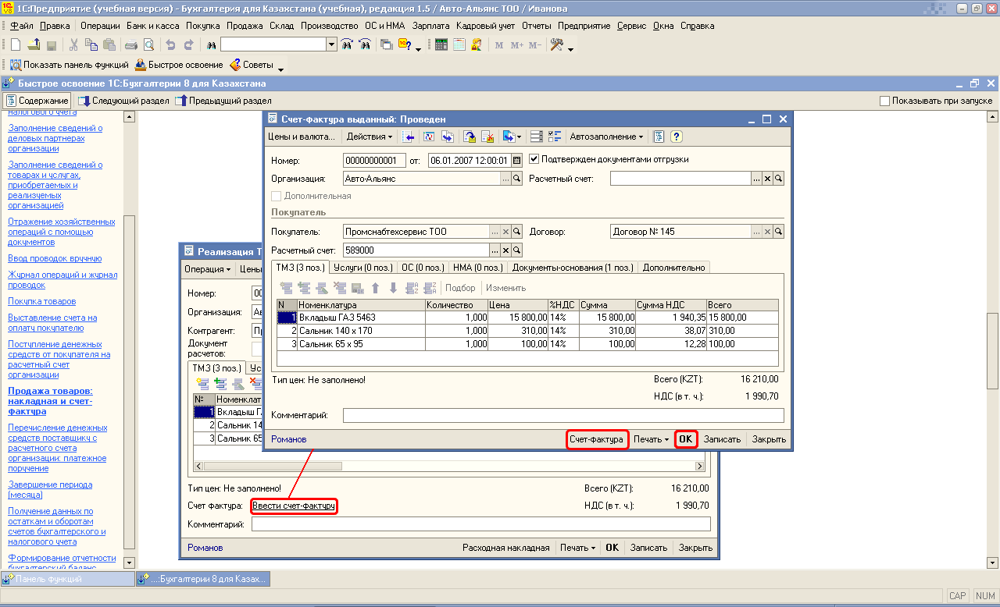 1С:Предприятие (учебная версия) - Бухгалтерия для Казахстана (учебная), редакция 1.5 / Авто-Альянс ТОО / Иванова
Файл Правка Операции Банк и касса Покупка Продажа Склад Производство ОС и НМА Зарплата Кадровый учет Отчеты Предприятие Сервис Окна Справка
M M+ M-
Показать панель функций Быстрое освоение Советы
Быстрое освоение 1С:Бухгалтерии 8 для Казахстана
Содержание Следующий раздел Предыдущий раздел Показывать при запуске
налогового учета
Заполнение сведений о
деловых партнерах
организации
Заполнение сведений о
товарах и услугах,
приобретаемых и
реализуемых
организацией
Отражение хозяйственных
операций с помощью
документов
Ввод проводок вручную
Журнал операций и журнал
проводок
Покупка товаров
Выставление счета на
оплату покупателю
Поступление денежных
средств от покупателя на
расчетный счет
организации
Продажа товаров:
накладная и счет-
фактура
Перечисление денежных
средств поставщику с
расчетного счета
организации: платежное
поручение
Завершение периода
(месяца)
Получение данных по
остаткам и оборотам
счетов бухгалтерского и
налогового учета
Формирование отчетности
бухгалтерский баланс
Счет-фактура выданный: Проведен
Цены и валюта... Действия Автозаполнение
Номер: 00000000001 от: 06.01.2007 12:00:01 Подтвержден документами отгрузки
Организация: Авто-Альянс Расчетный счет:
Дополнительная
Покупатель
Покупатель: Промснабтехсервис ТОО Договор: Договор № 145
Расчетный счет: 589000
ТМЗ (3 поз.) Услуги (0 поз.) ОС (0 поз.) НМА (0 поз.) Документы-основания (1 поз.) Дополнительно
Подбор Изменить
N Номенклатура Количество Цена %НДС Сумма Сумма НДС Всего
1 Вкладыш ГАЗ 5463 1,000 15 800,00 14% 15 800,00 1 940,35 15 800,00
2 Сальник 140 х 170 1,000 310,00 14% 310,00 38,07 310,00
3 Сальник 65 х 95 1,000 100,00 14% 100,00 12,28 100,00
Тип цен: Не заполнено! Всего (KZT): 16 210,00
НДС (в т. ч.): 1 990,70
Комментарий:
Романов Счет-фактура Печать OK Записать Закрыть
Реализация Т
Операция Цены
Номер: 00
Организация: Ав
Контрагент: Пр
Документ
расчетов:
ТМЗ (3 поз.) Ус
№ Номенклат
1 Вкладыш Г
2 Сальник 14
3 Сальник 65
Тип цен: Не заполнено! Всего (KZT): 16 210,00
Счет фактура: Ввести счет-фактуру НДС (в т. ч.): 1 990,70
Комментарий:
Романов Расходная накладная Печать OK Записать Закрыть
Панель функций ...:Бухгалтерии 8 для Казах...
CAP NUM